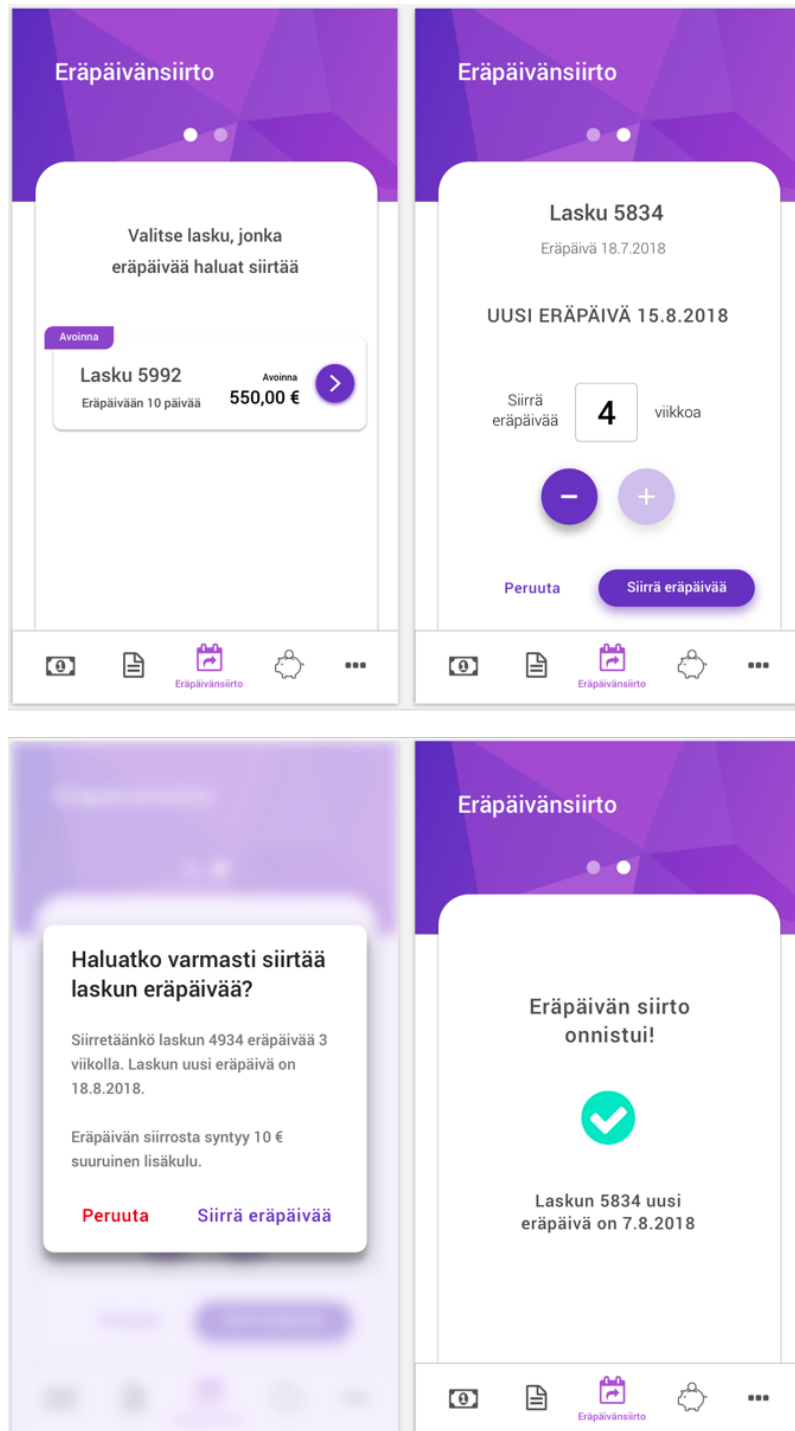 Eräpäivänsiirto
Valitse lasku, jonka
eräpäivää haluat siirtää
Avoinna
Lasku 5992
Eräpäivään 10 päivää
Avoinna
550,00 €
Eräpäivänsiirto
Eräpäivänsiirto
Lasku 5834
Eräpäivä 18.7.2018
UUSI ERÄPÄIVÄ 15.8.2018
Siirrä
eräpäivää
4
viikkoa
Peruuta
Siirrä eräpäivää
Eräpäivänsiirto
Haluatko varmasti siirtää
laskun eräpäivää?
Siirretäänkö laskun 4934 eräpäivää 3
viikolla. Laskun uusi eräpäivä on
18.8.2018.
Eräpäivän siirrosta syntyy 10 €
suuruinen lisäkulu.
Peruuta
Siirrä eräpäivää
Eräpäivänsiirto
Eräpäivän siirto
onnistui!
Laskun 5834 uusi
eräpäivä on 7.8.2018
Eräpäivänsiirto